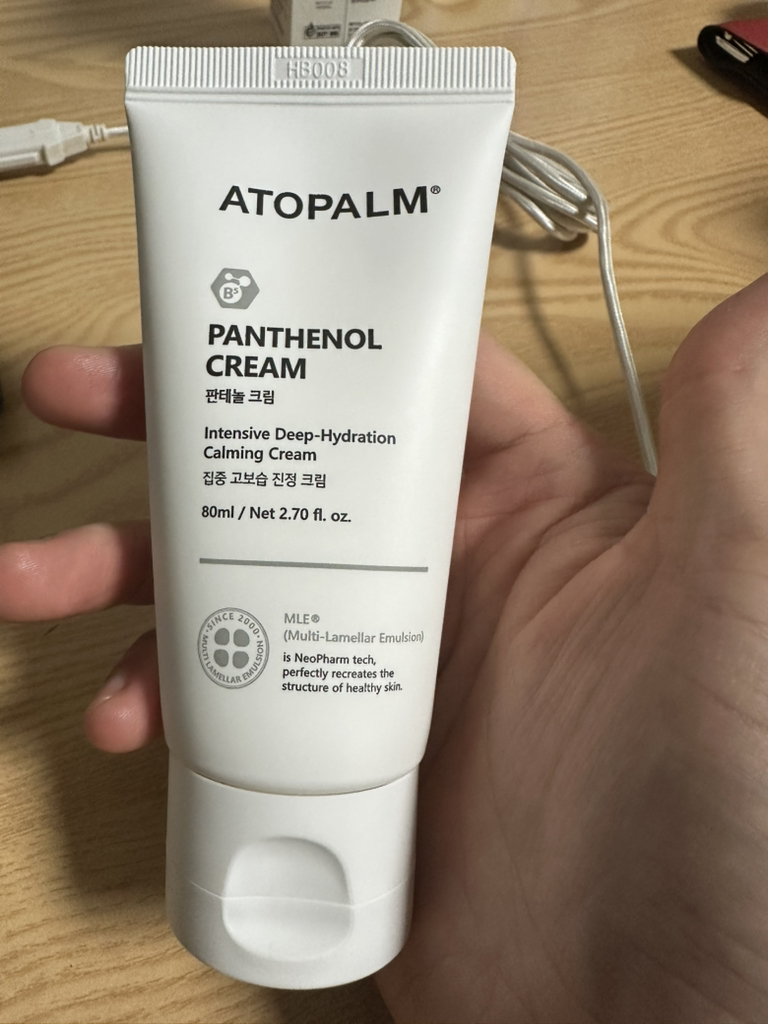 HB008
ATOPALM®
B5
PANTHENOL
CREAM
판테놀 크림
Intensive Deep-Hydration
Calming Cream
집중 고보습 진정 크림
80ml / Net 2.70 fl. oz.
MLE®
(Multi-Lamellar Emulsion)
is NeoPharm tech,
perfectly recreates the
structure of healthy skin.
·SINCE 2000·
MULTI LAMELLAR EMULSION